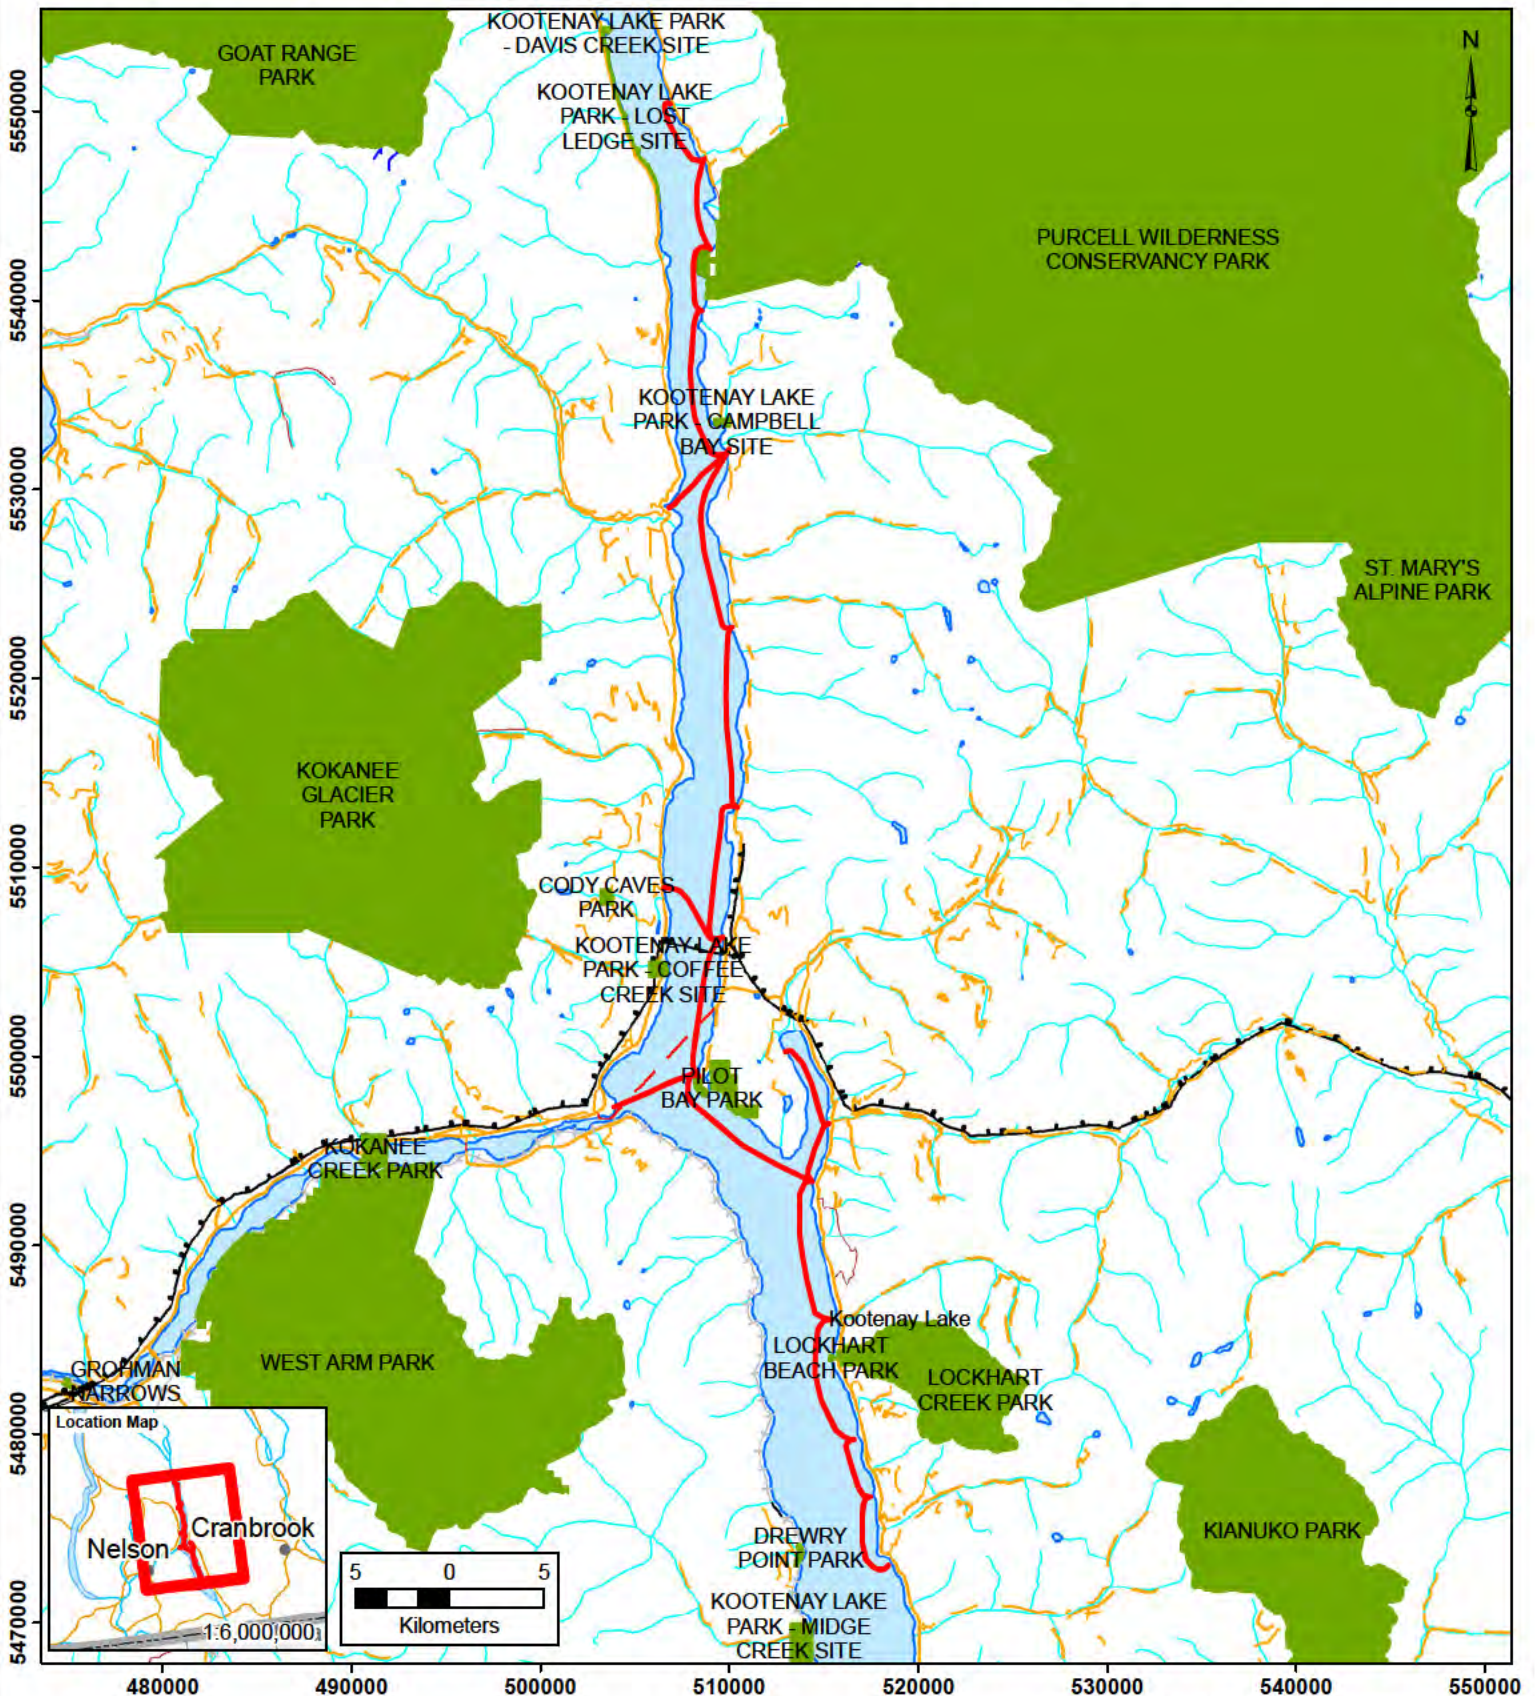 KOOTENAY LAKE PARK
- DAVIS CREEK SITE
GOAT RANGE
PARK
N
KOOTENAY LAKE
PARK - LOST
LEDGE SITE
PURCELL WILDERNESS
CONSERVANCY PARK
KOOTENAY LAKE
PARK - CAMPBELL
BAY SITE
ST. MARY'S
ALPINE PARK
KOKANEE
GLACIER
PARK
CODY CAVES
PARK
KOOTENAY LAKE
PARK - COFFEE
CREEK SITE
PILOT
BAY PARK
KOKANEE
CREEK PARK
Kootenay Lake
LOCKHART
BEACH PARK
WEST ARM PARK
GROHMAN
NARROWS
LOCKHART
CREEK PARK
KIANUKO PARK
DREWRY
POINT PARK
KOOTENAY LAKE
PARK - MIDGE
CREEK SITE
Location Map
Cranbrook
Nelson
1:6,000,000
5 0 5
Kilometers
5550000
5540000
5530000
5520000
5510000
5500000
5490000
5480000
5470000
480000 490000 500000 510000 520000 530000 540000 550000